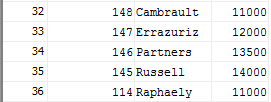 32 148 Cambrault 11000
33 147 Errazuriz 12000
34 146 Partners 13500
35 145 Russell 14000
36 114 Raphaely 11000